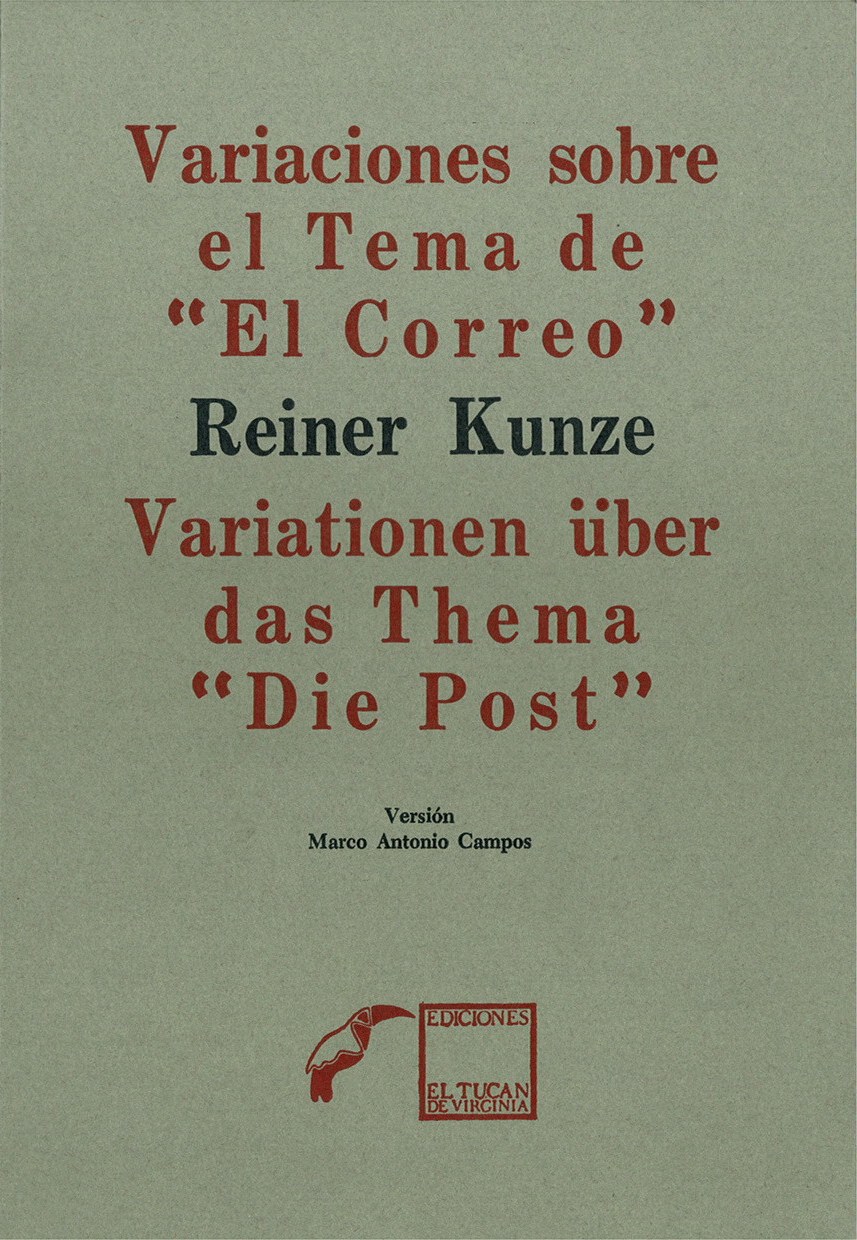 Variaciones sobre
el Tema de
“El Correo”
Reiner Kunze
Variationen über
das Thema
“Die Post”
Versión
Marco Antonio Campos
EDICIONES
EL TUCAN
DE VIRGINIA